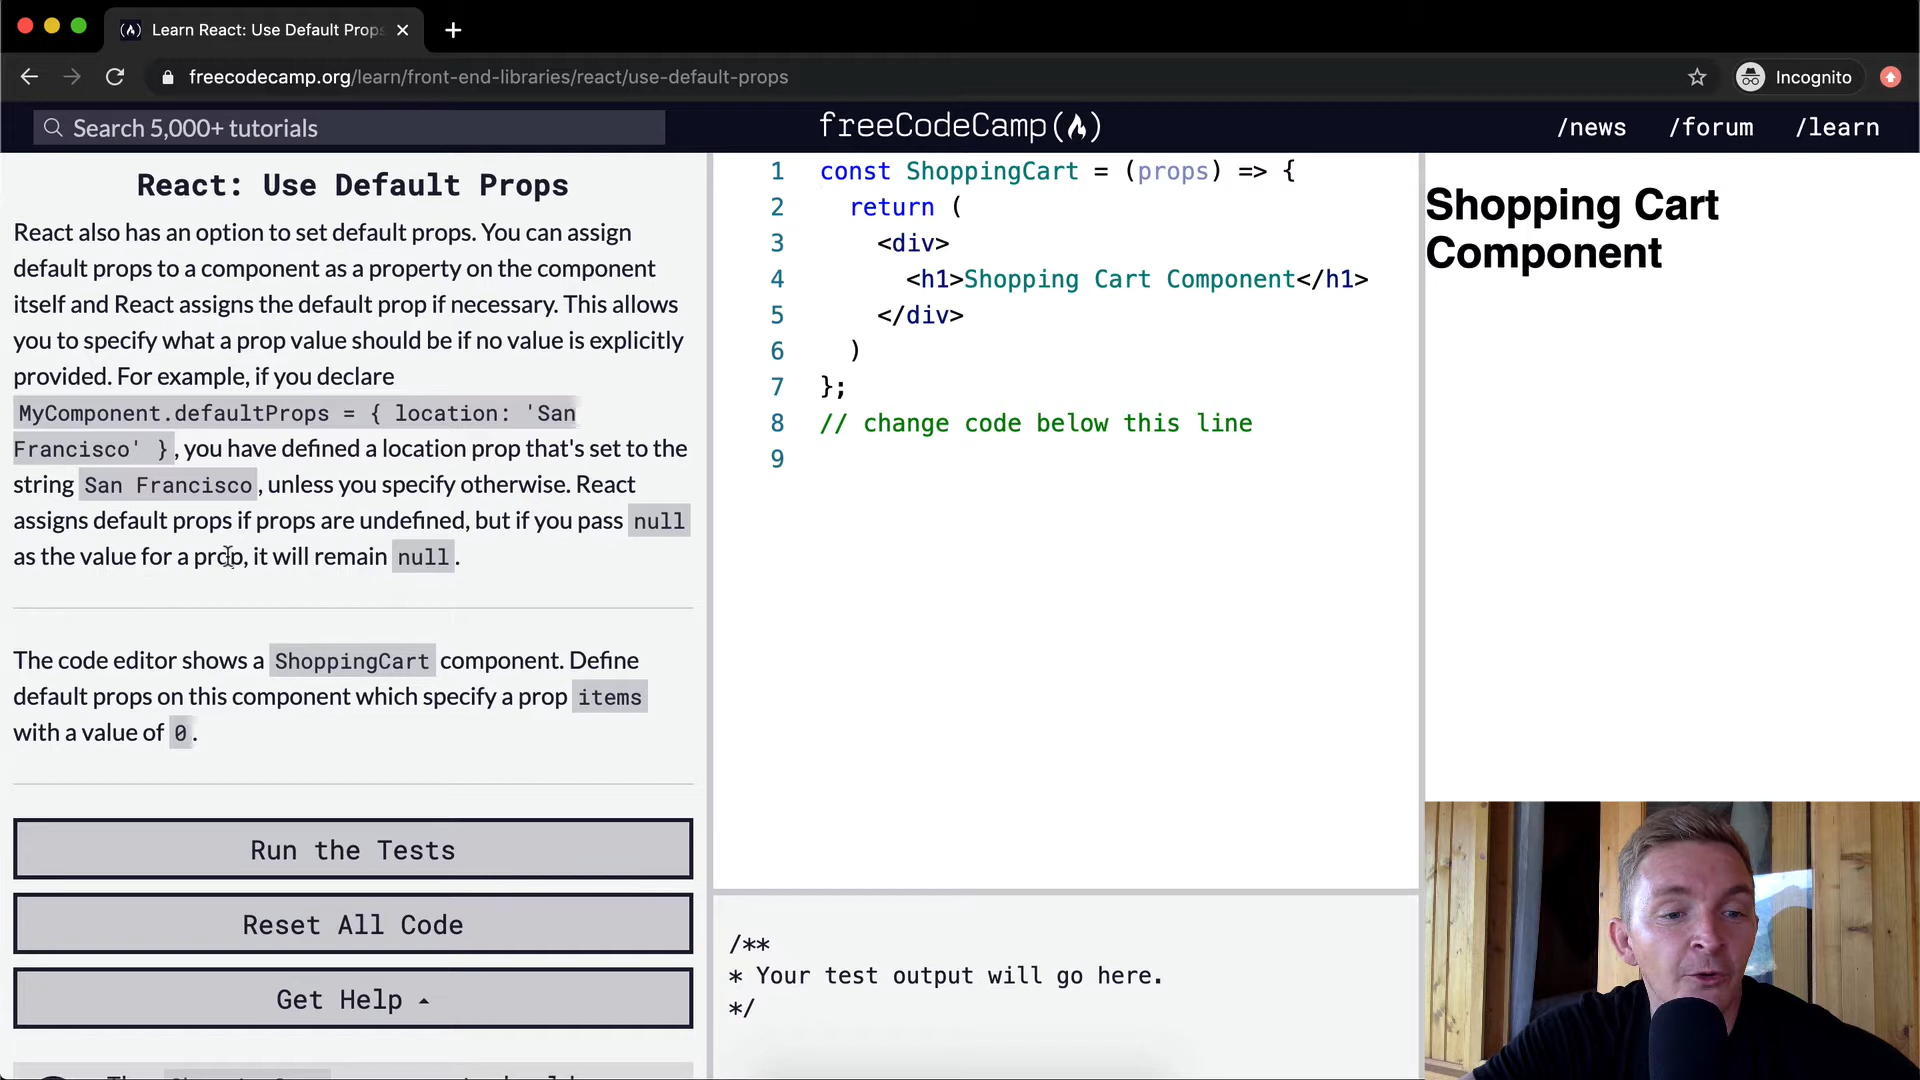 Learn React: Use Default Props
freecodecamp.org/learn/front-end-libraries/react/use-default-props
Incognito
Search 5,000+ tutorials
freeCodeCamp
/news
/forum
/learn
React: Use Default Props
React also has an option to set default props. You can assign
default props to a component as a property on the component
itself and React assigns the default prop if necessary. This allows
you to specify what a prop value should be if no value is explicitly
provided. For example, if you declare
MyComponent.defaultProps = { location: 'San
Francisco' }, you have defined a location prop that's set to the
string San Francisco, unless you specify otherwise. React
assigns default props if props are undefined, but if you pass null
as the value for a prop, it will remain null.
The code editor shows a ShoppingCart component. Define
default props on this component which specify a prop items
with a value of 0.
Run the Tests
Reset All Code
Get Help
1 const ShoppingCart = (props) => {
2 return (
3 <div>
4 <h1>Shopping Cart Component</h1>
5 </div>
6 )
7 };
8 // change code below this line
9
/**
* Your test output will go here.
*/
Shopping Cart
Component